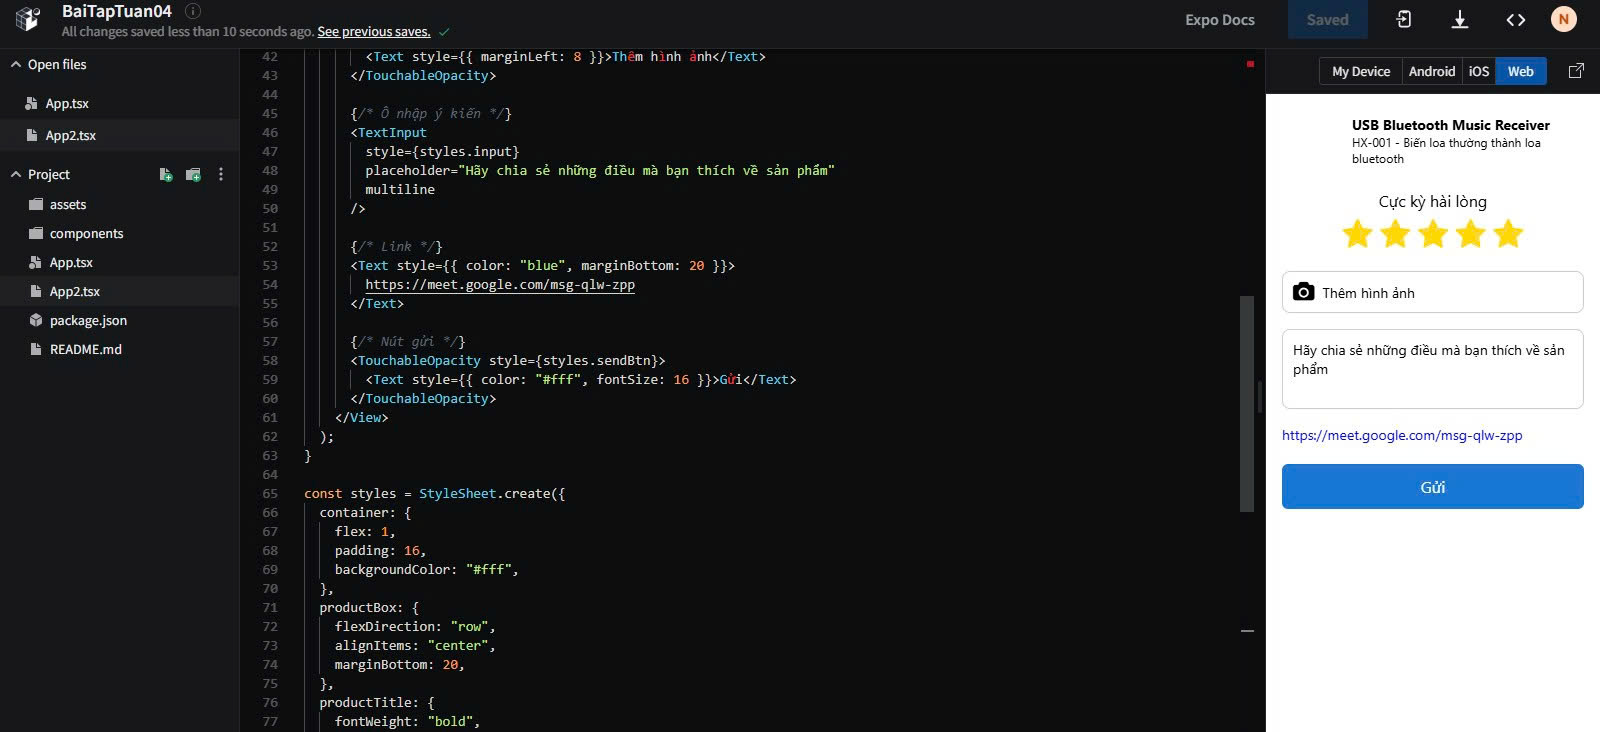 BaiTapTuan04
All changes saved less than 10 seconds ago. See previous saves.
Expo Docs
Saved
N
Open files
App.tsx
App2.tsx
Project
assets
components
App.tsx
App2.tsx
package.json
README.md
42 <Text style={{ marginLeft: 8 }}>Thêm hình ảnh</Text>
43 </TouchableOpacity>
44
45 {/* Ô nhập ý kiến */}
46 <TextInput
47 style={styles.input}
48 placeholder="Hãy chia sẻ những điều mà bạn thích về sản phẩm"
49 multiline
50 />
51
52 {/* Link */}
53 <Text style={{ color: "blue", marginBottom: 20 }}>
54 https://meet.google.com/msg-qlw-zpp
55 </Text>
56
57 {/* Nút gửi */}
58 <TouchableOpacity style={styles.sendBtn}>
59 <Text style={{ color: "#fff", fontSize: 16 }}>Gửi</Text>
60 </TouchableOpacity>
61 </View>
62 );
63 }
64
65 const styles = StyleSheet.create({
66 container: {
67 flex: 1,
68 padding: 16,
69 backgroundColor: "#fff",
70 },
71 productBox: {
72 flexDirection: "row",
73 alignItems: "center",
74 marginBottom: 20,
75 },
76 productTitle: {
77 fontWeight: "bold",
My Device
Android
iOS
Web
USB Bluetooth Music Receiver
HX-001 - Biến loa thường thành loa
bluetooth
Cực kỳ hài lòng
Thêm hình ảnh
Hãy chia sẻ những điều mà bạn thích về sản
phẩm
https://meet.google.com/msg-qlw-zpp
Gửi